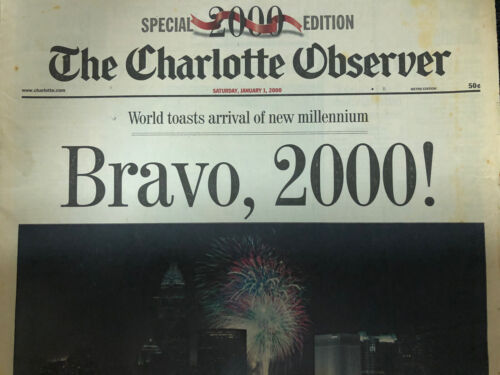 SPECIAL 2000 EDITION
The Charlotte Observer
www.charlotte.com SATURDAY, JANUARY 1, 2000 METRO EDITION 50¢
World toasts arrival of new millennium
Bravo, 2000!